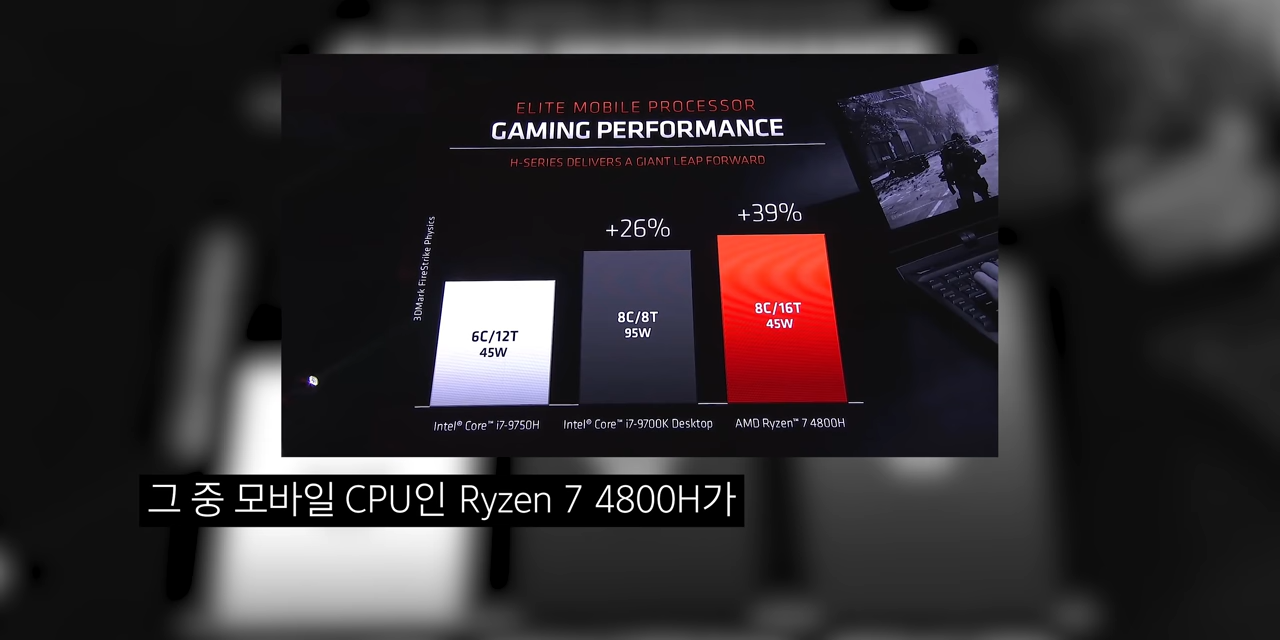 ELITE MOBILE PROCESSOR
GAMING PERFORMANCE
H-SERIES DELIVERS A GIANT LEAP FORWARD
3DMark FireStrike Physics
+26%
+39%
6C/12T
45W
8C/8T
95W
8C/16T
45W
Intel® Core™ i7-9750H
Intel® Core™ i7-9700K Desktop
AMD Ryzen™ 7 4800H
그 중 모바일 CPU인 Ryzen 7 4800H가